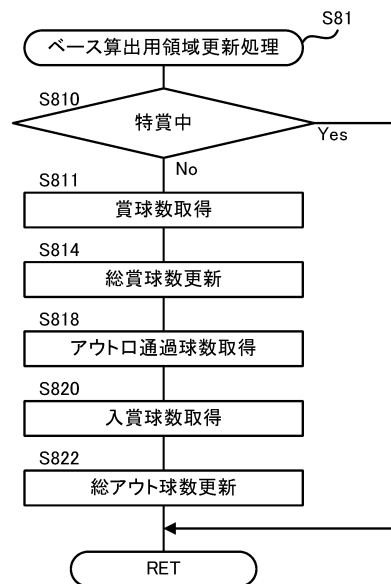 S81
ベース算出用領域更新処理
S810
特賞中
Yes
No
S811
賞球数取得
S814
総賞球数更新
S818
アウト口通過球数取得
S820
入賞球数取得
S822
総アウト球数更新
RET